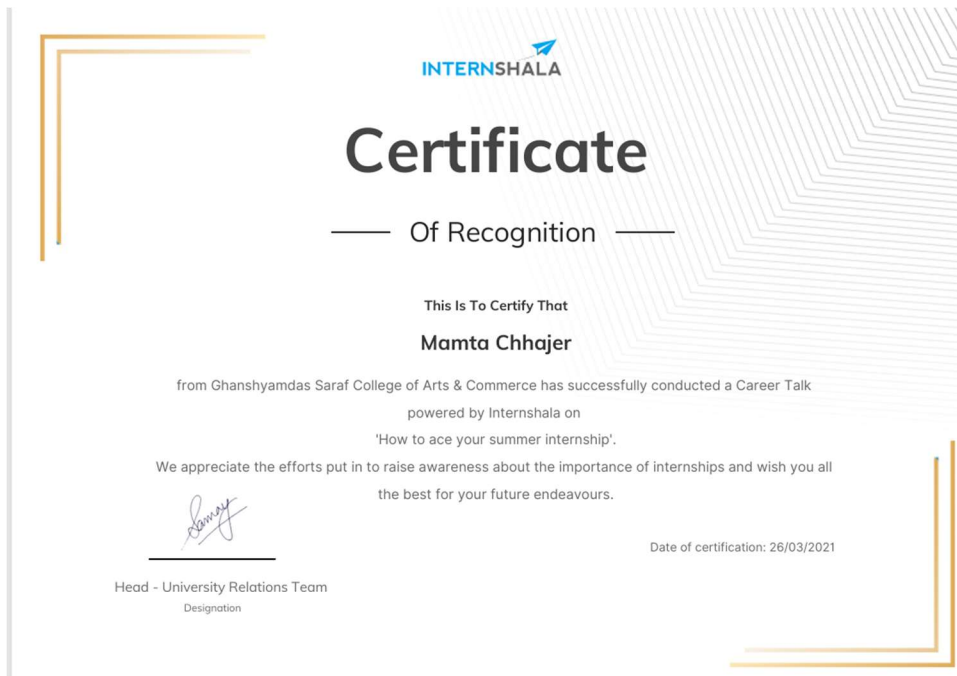 INTERNSHALA
Certificate
Of Recognition
This Is To Certify That
Mamta Chhajer
from Ghanshyamdas Saraf College of Arts & Commerce has successfully conducted a Career Talk
powered by Internshala on
'How to ace your summer internship'.
We appreciate the efforts put in to raise awareness about the importance of internships and wish you all
the best for your future endeavours.
Samay
Date of certification: 26/03/2021
Head - University Relations Team
Designation